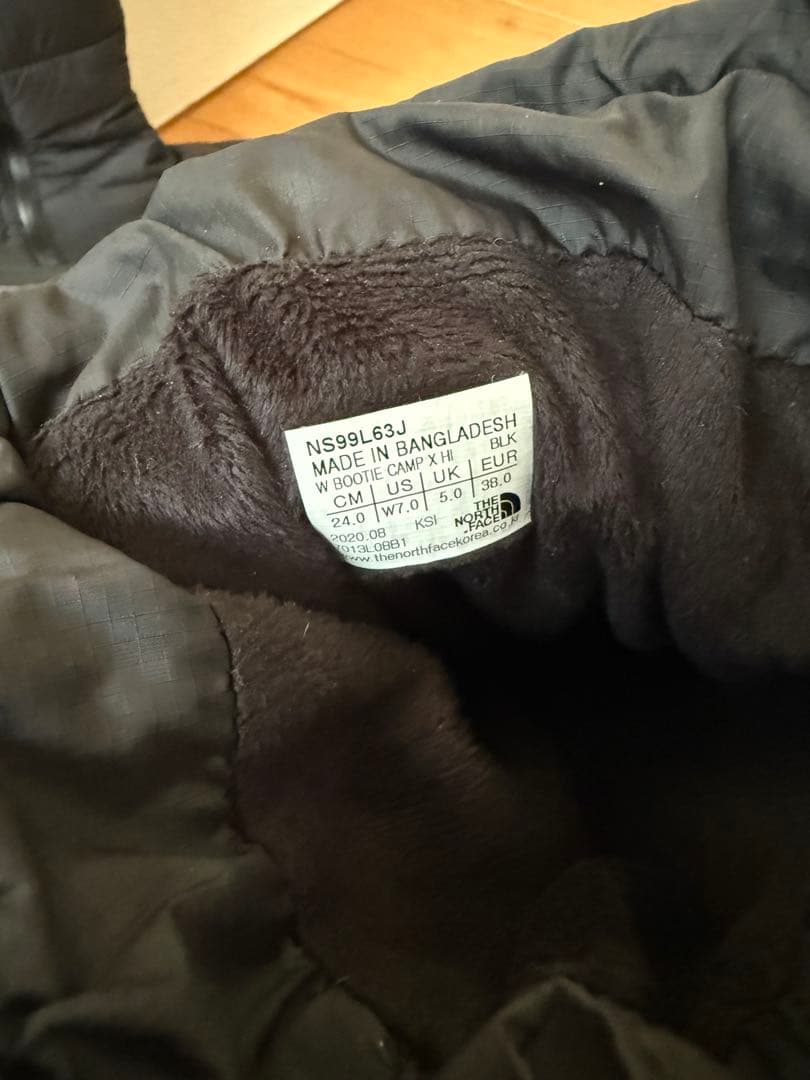 NS99L63J
MADE IN BANGLADESH
W BOOTIE CAMP X HI BLK
CM US UK EUR
24.0 W7.0 5.0 38.0
2020.08 KSI
THE
NORTH
FACE
www.thenorthfacekorea.co.kr